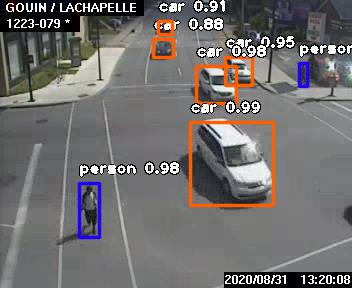 GOUIN / LACHAPELLE
1223-079 *
car 0.91
car 0.88
car 0.95
car 0.98
person
car 0.99
person 0.98
2020/08/31 13:20:08